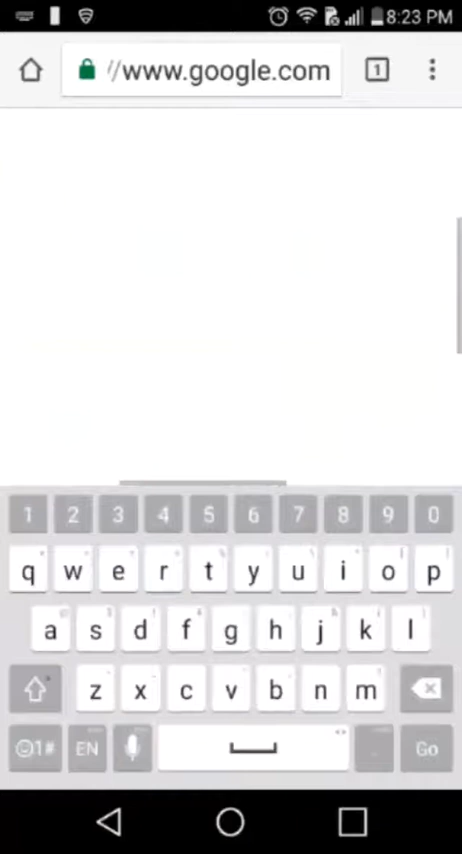 8:23 PM
//www.google.com
1
1 2 3 4 5 6 7 8 9 0
q w e r t y u i o p
a s d f g h j k l
z x c v b n m
1# EN . Go